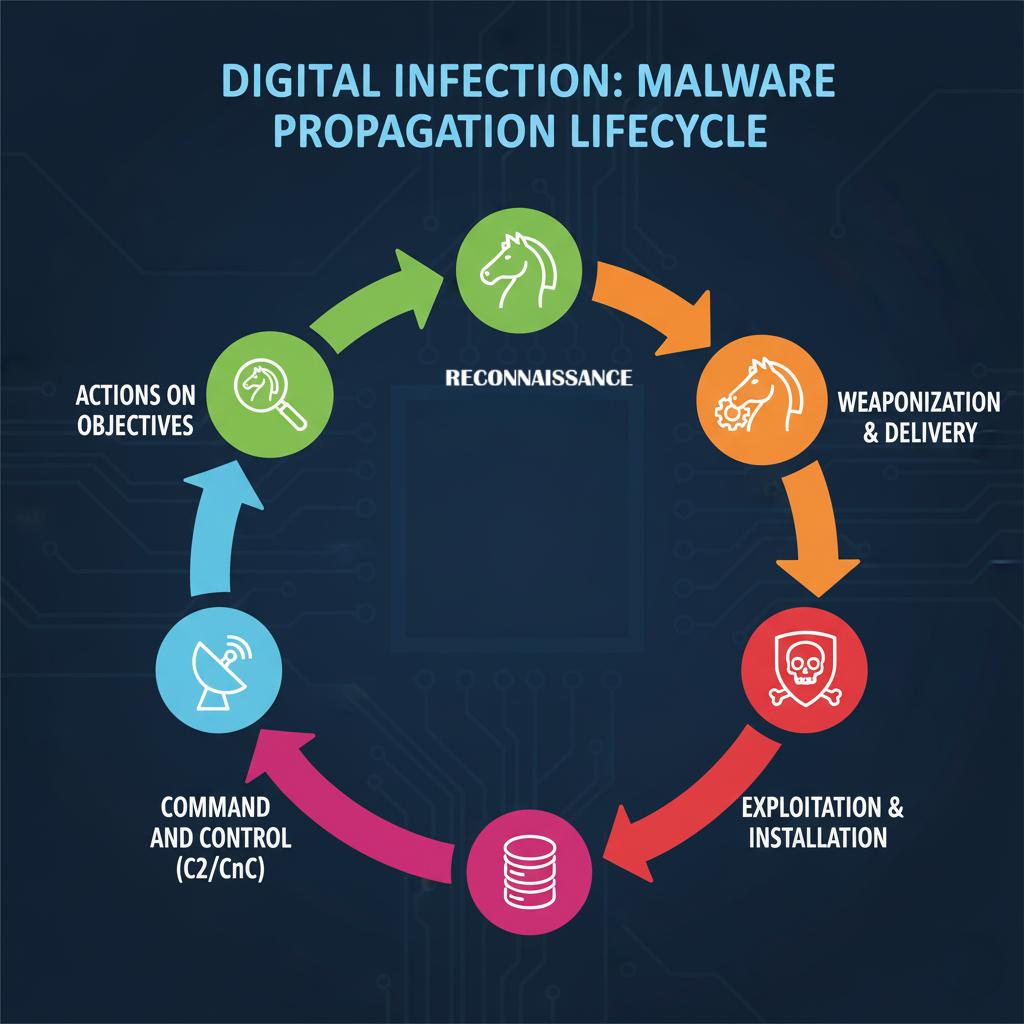 DIGITAL INFECTION: MALWARE
PROPAGATION LIFECYCLE
RECONNAISSANCE
WEAPONIZATION
& DELIVERY
EXPLOITATION &
INSTALLATION
COMMAND
AND CONTROL
(C2/CnC)
ACTIONS ON
OBJECTIVES